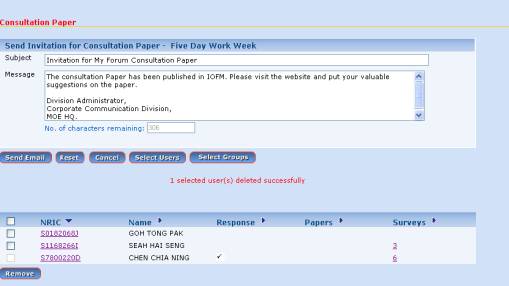 Consultation Paper
Send Invitation for Consultation Paper - Five Day Work Week
Subject Invitation for My Forum Consultation Paper
Message The consultation Paper has been published in IOFM. Please visit the website and put your valuable
suggestions on the paper.
Division Administrator,
Corporate Communication Division,
MOE HQ.
No. of characters remaining: 306
Send Email Reset Cancel Select Users Select Groups
1 selected user(s) deleted successfully
NRIC Name Response Papers Surveys
S0182068J GOH TONG PAK
S1168266I SEAH HAI SENG 3
S7800220D CHEN CHIA NING ✓ 6
Remove